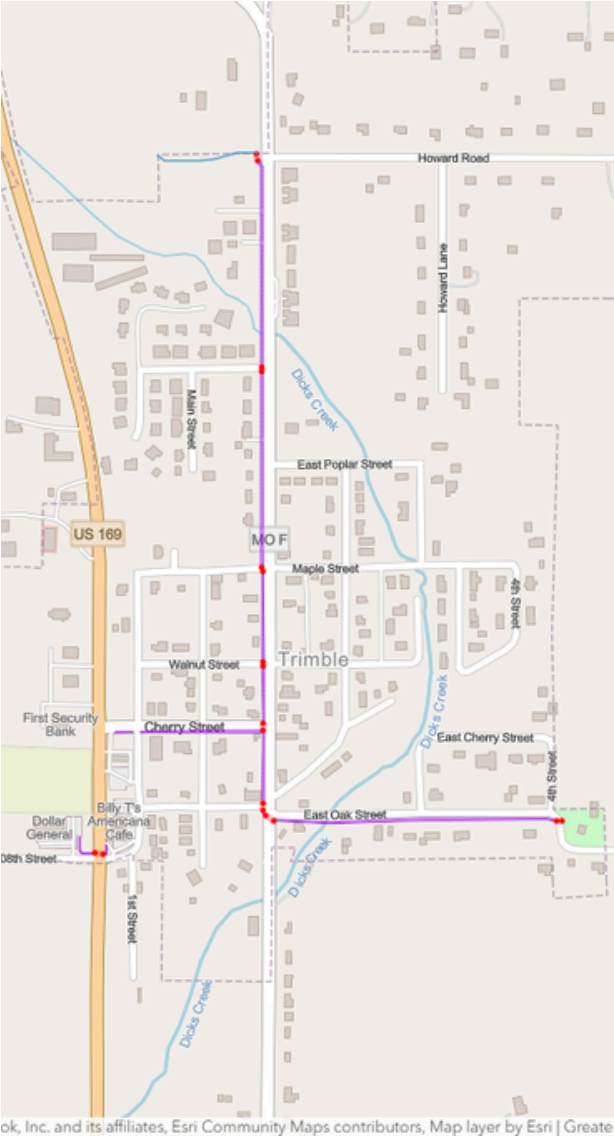 Howard Road
Howard Lane
Dicks Creek
Main Street
East Poplar Street
US 169
MO F
Maple Street
4th Street
Walnut Street
Trimble
First Security
Bank
Cherry Street
Dicks Creek
East Cherry Street
4th Street
Billy T's
Americana
Cafe
Dollar
General
East Oak Street
08th Street
Dicks Creek
1st Street
Dicks Creek
ok, Inc. and its affiliates, Esri Community Maps contributors, Map layer by Esri | Greate